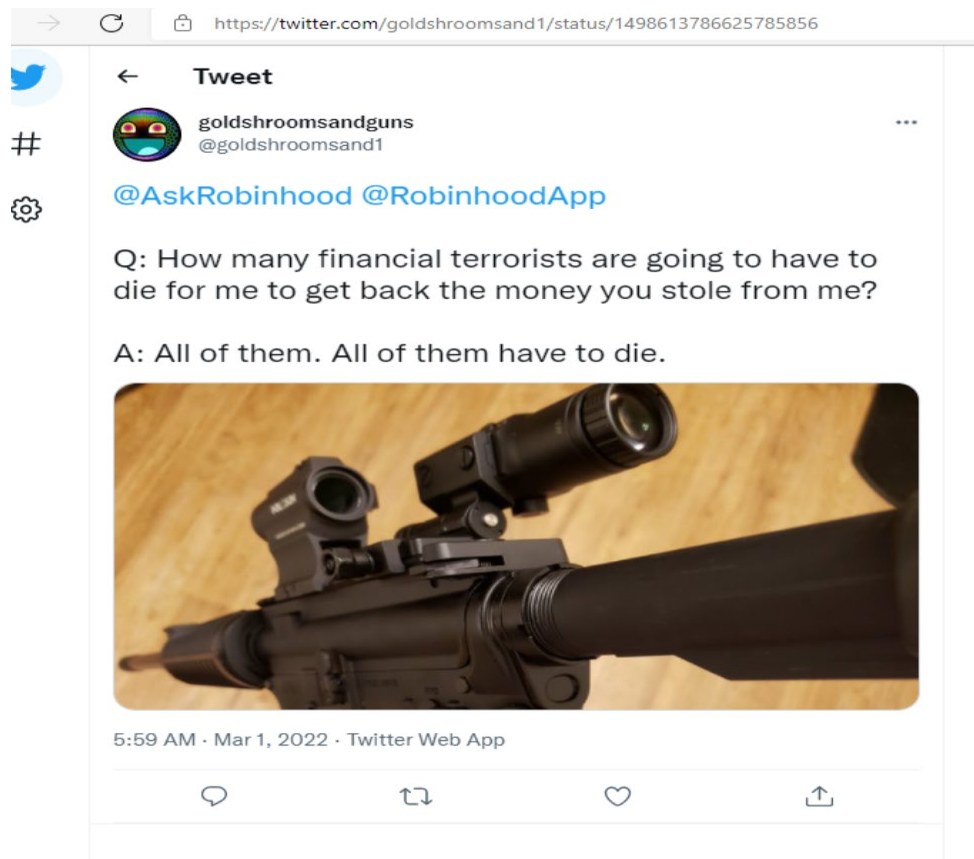 https://twitter.com/goldshroomsand1/status/1498613786625785856
Tweet
goldshroomsandguns
@goldshroomsand1
@AskRobinhood @RobinhoodApp
Q: How many financial terrorists are going to have to
die for me to get back the money you stole from me?
A: All of them. All of them have to die.
5:59 AM · Mar 1, 2022 · Twitter Web App